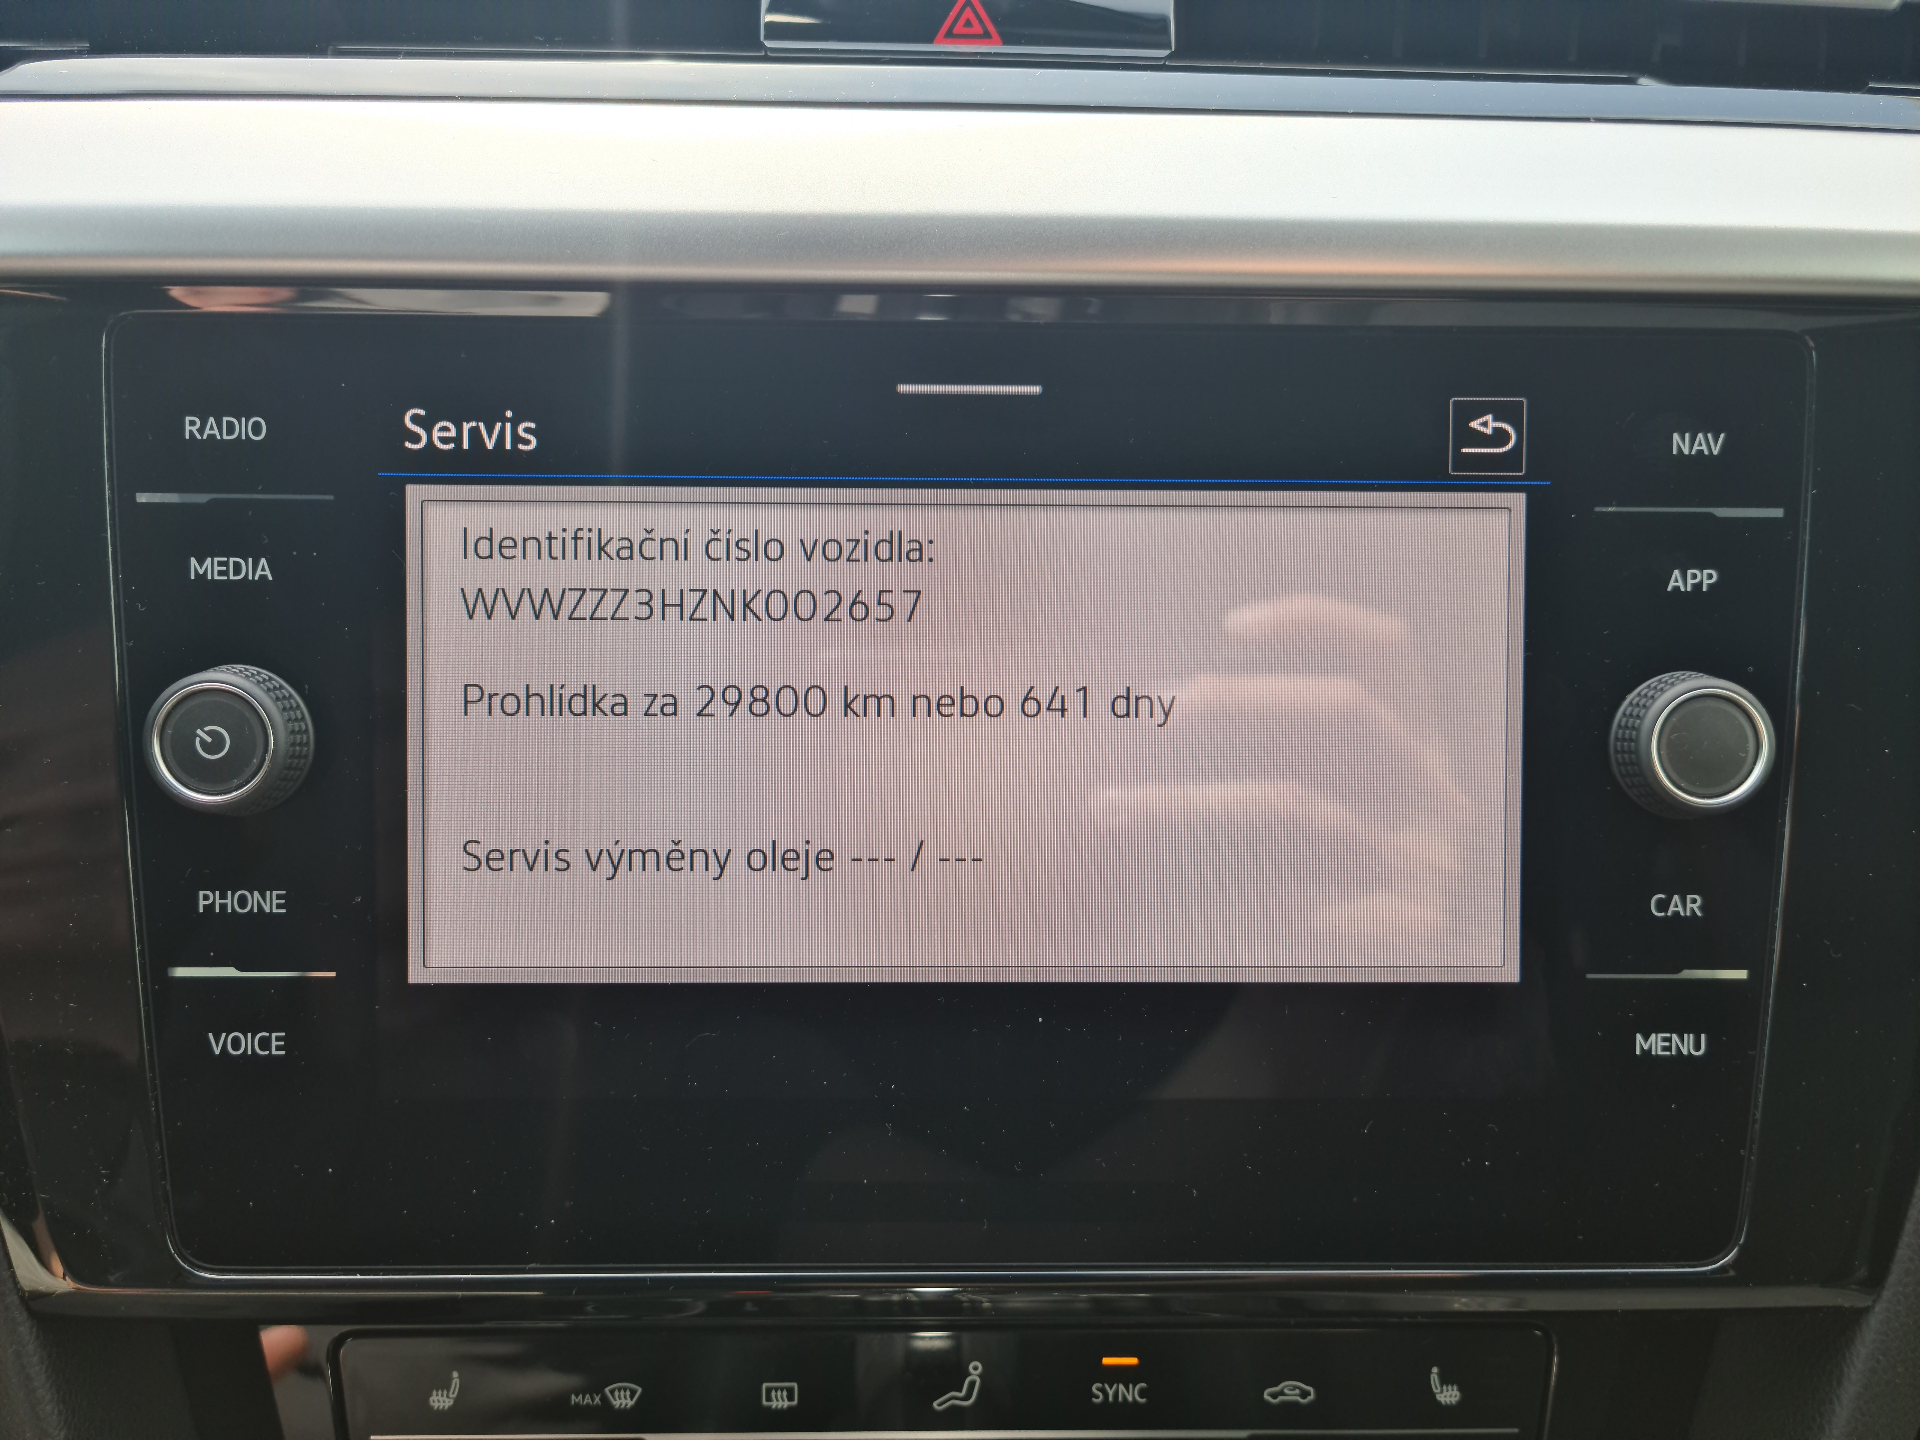 RADIO
MEDIA
PHONE
VOICE
Servis
Identifikační číslo vozidla:
WVWZZZ3HZNK002657
Prohlídka za 29800 km nebo 641 dny
Servis výměny oleje --- / ---
NAV
APP
CAR
MENU
MAX
SYNC